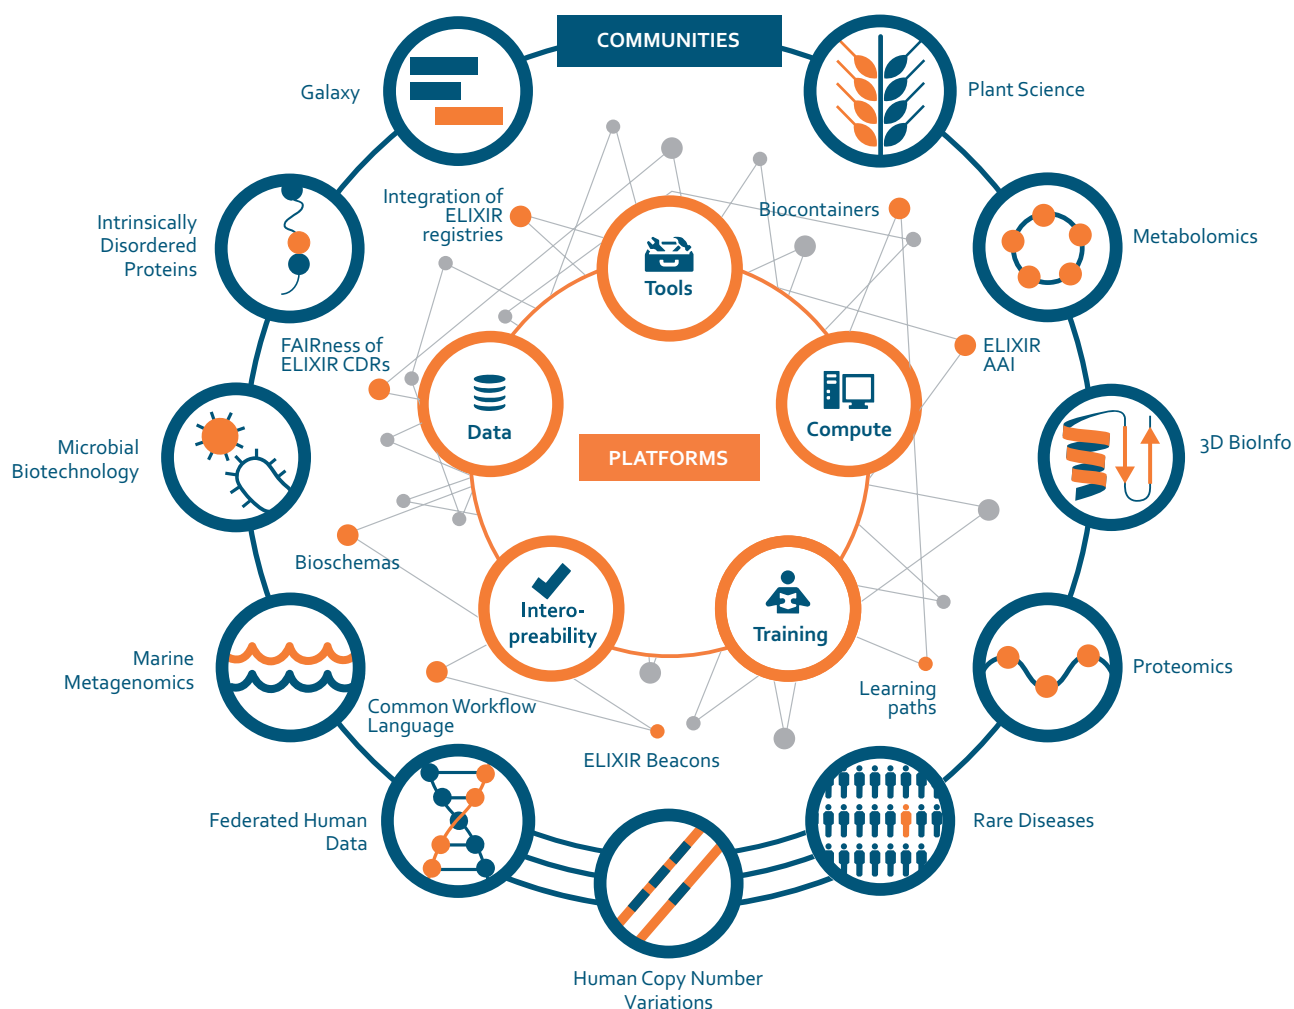 COMMUNITIES
Galaxy
Plant Science
Integration of
ELIXIR
registries
Biocontainers
Intrinsically
Disordered
Proteins
Metabolomics
Tools
FAIRness of
ELIXIR CDRs
ELIXIR
AAI
Data
Compute
PLATFORMS
Microbial
Biotechnology
3D BioInfo
Bioschemas
Intero-
preability
Training
Marine
Metagenomics
Proteomics
Common Workflow
Language
Learning
paths
ELIXIR Beacons
Federated Human
Data
Rare Diseases
Human Copy Number
Variations